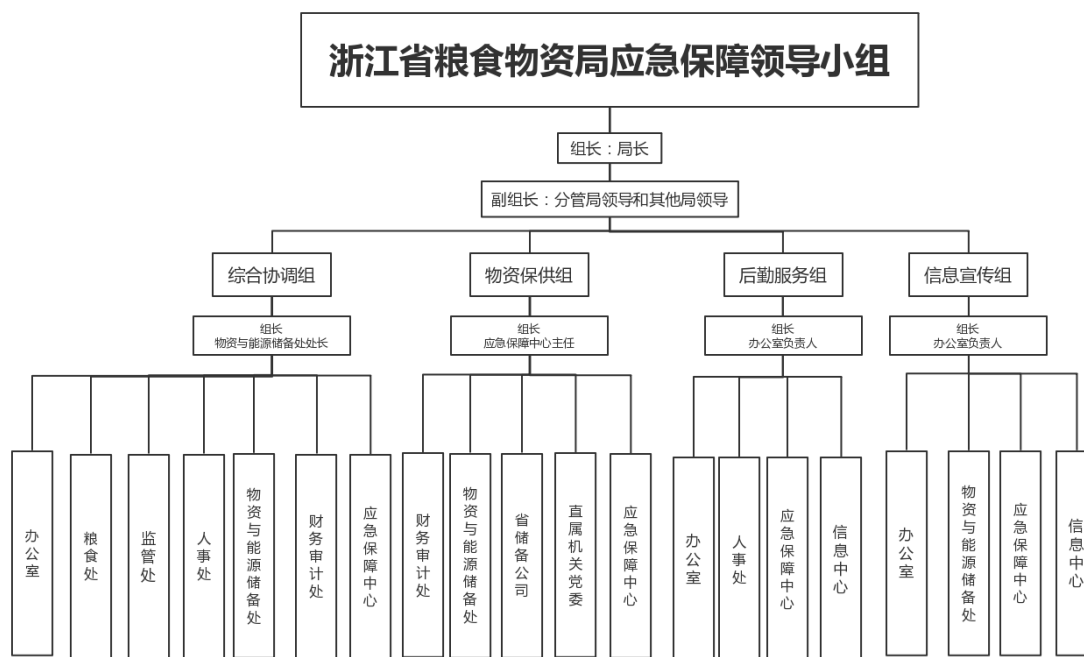 浙江省粮食物资局应急保障领导小组
组长：局长
副组长：分管局领导和其他局领导
综合协调组
物资保供组
后勤服务组
信息宣传组
组长
物资与能源储备处处长
组长
应急保障中心主任
组长
办公室负责人
组长
办公室负责人
办公室
粮食处
监管处
人事处
物资与能源储备处
财务审计处
应急保障中心
财务审计处
物资与能源储备处
省储备公司
直属机关党委
应急保障中心
办公室
人事处
应急保障中心
信息中心
办公室
物资与能源储备处
应急保障中心
信息中心